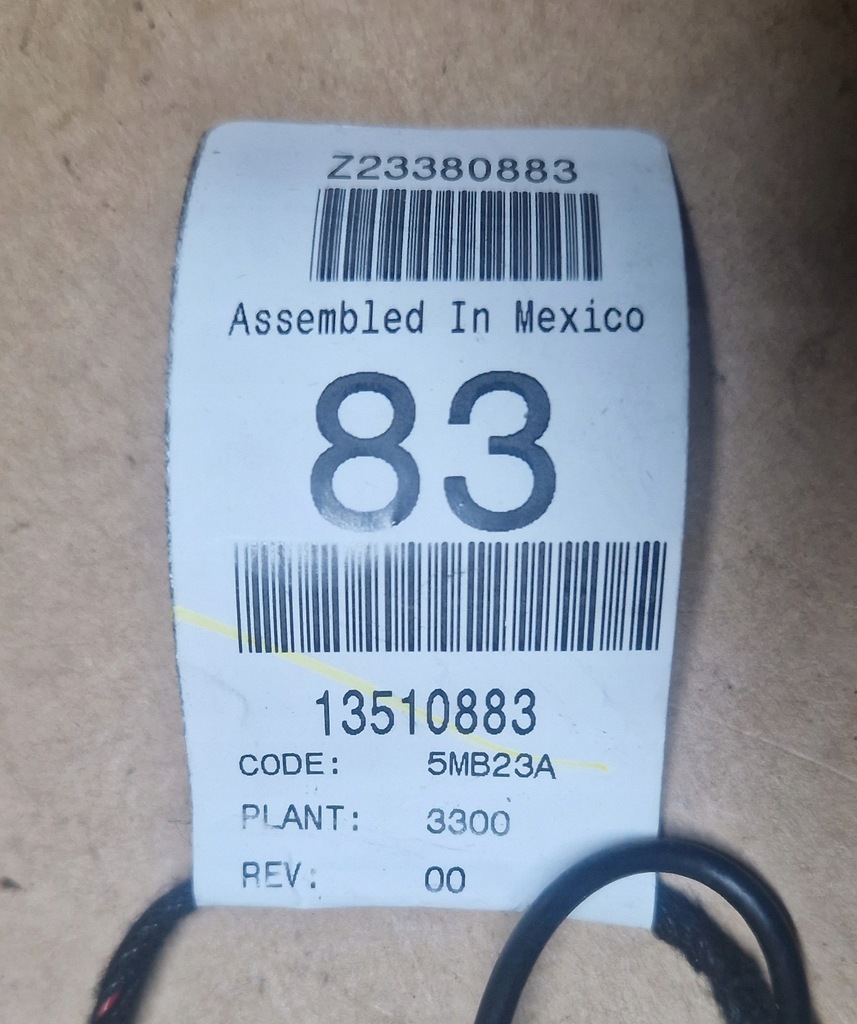 Z23380883
Assembled In Mexico
83
13510883
CODE: 5MB23A
PLANT: 3300
REV: 00